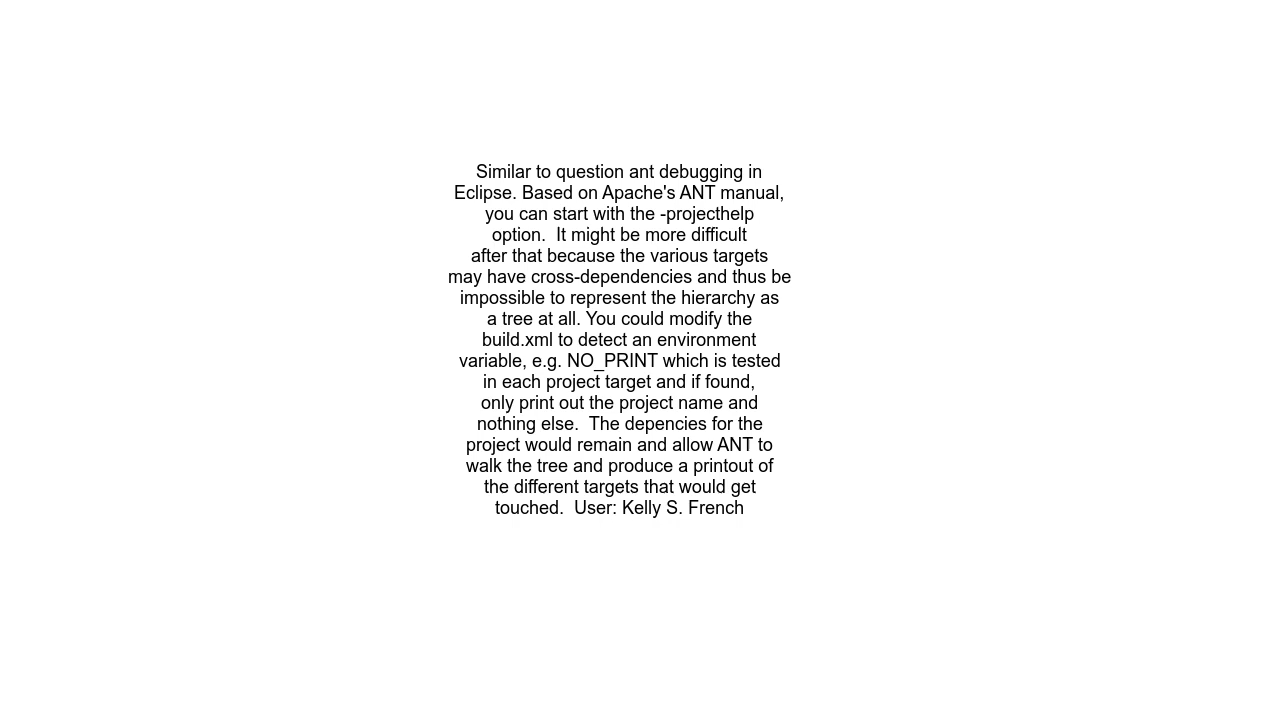 Similar to question ant debugging in
Eclipse. Based on Apache's ANT manual,
you can start with the -projecthelp
option.  It might be more difficult
after that because the various targets
may have cross-dependencies and thus be
impossible to represent the hierarchy as
a tree at all. You could modify the
build.xml to detect an environment
variable, e.g. NO_PRINT which is tested
in each project target and if found,
only print out the project name and
nothing else.  The depencies for the
project would remain and allow ANT to
walk the tree and produce a printout of
the different targets that would get
touched.  User: Kelly S. French